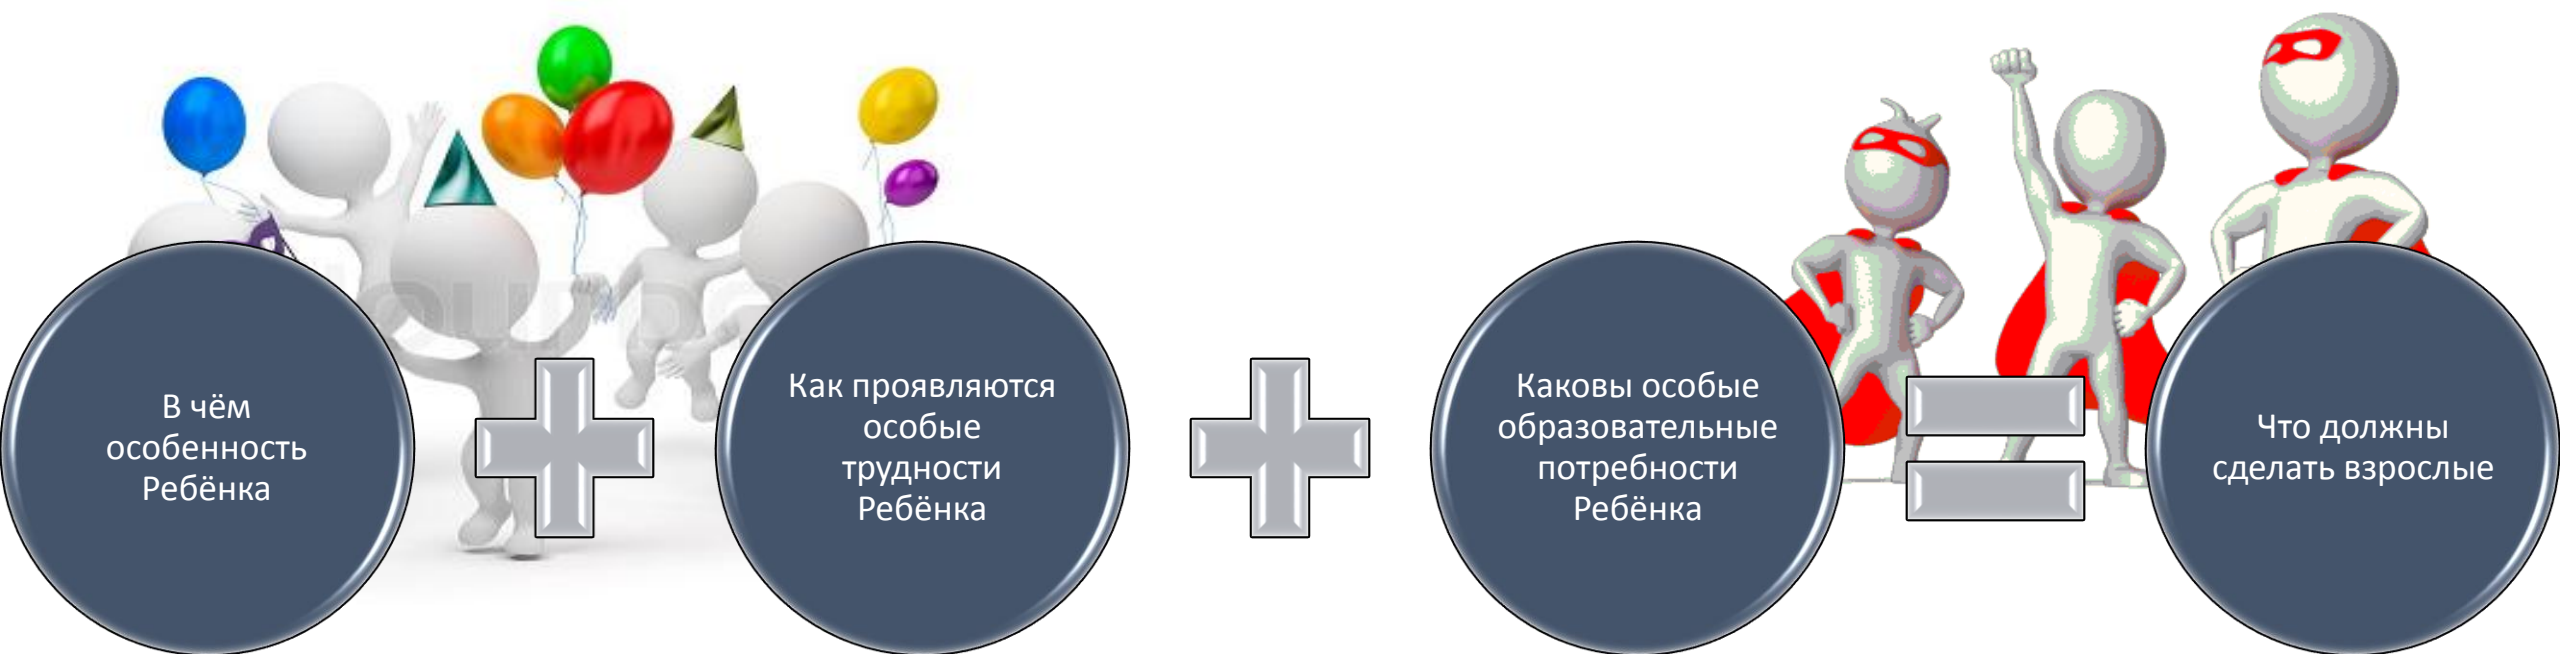 В чём
особенность
Ребёнка
Как проявляются
особые
трудности
Ребёнка
Каковы особые
образовательные
потребности
Ребёнка
Что должны
сделать взрослые